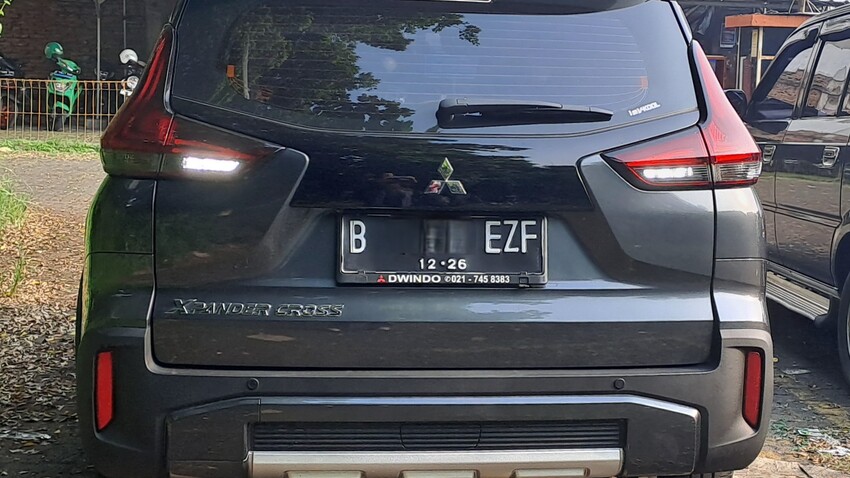 B EZF
12·26
DWINDO ✆021 - 745 8383
XPANDER CROSS